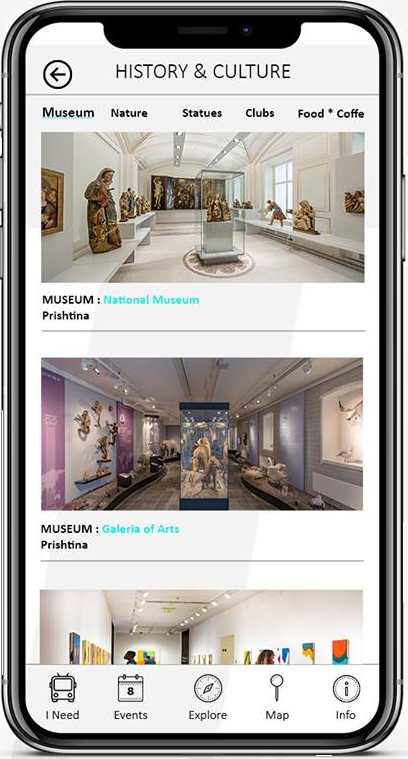 HISTORY & CULTURE
Museum Nature Statues Clubs Food * Coffe
MUSEUM : National Museum
Prishtina
MUSEUM : Galeria of Arts
Prishtina
8
I Need Events Explore Map Info